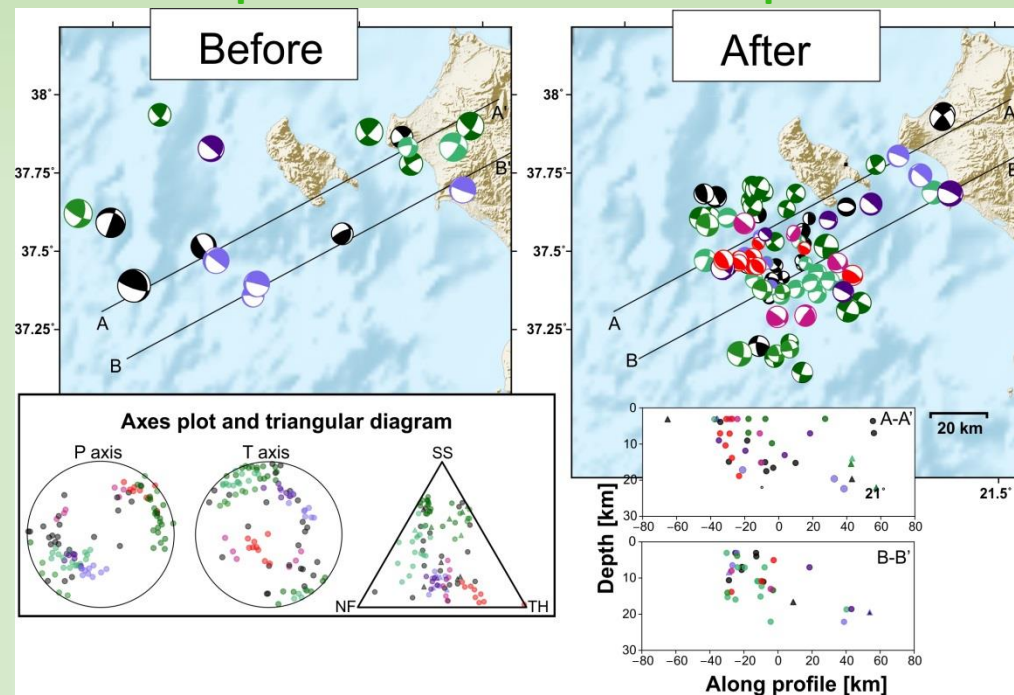 Before
After
38°
37.75°
37.5°
37.25°
A
A'
B
B'
38°
37.75°
37.5°
37.25°
A
B
A
B
Axes plot and triangular diagram
P axis
T axis
SS
NF
TH
A-A'
0
10
20
30
−80 −60 −40 −20 0 20 40 60 80
20 km
21°
21.5°
Depth [km]
B-B'
0
10
20
30
−80 −60 −40 −20 0 20 40 60 80
Along profile [km]